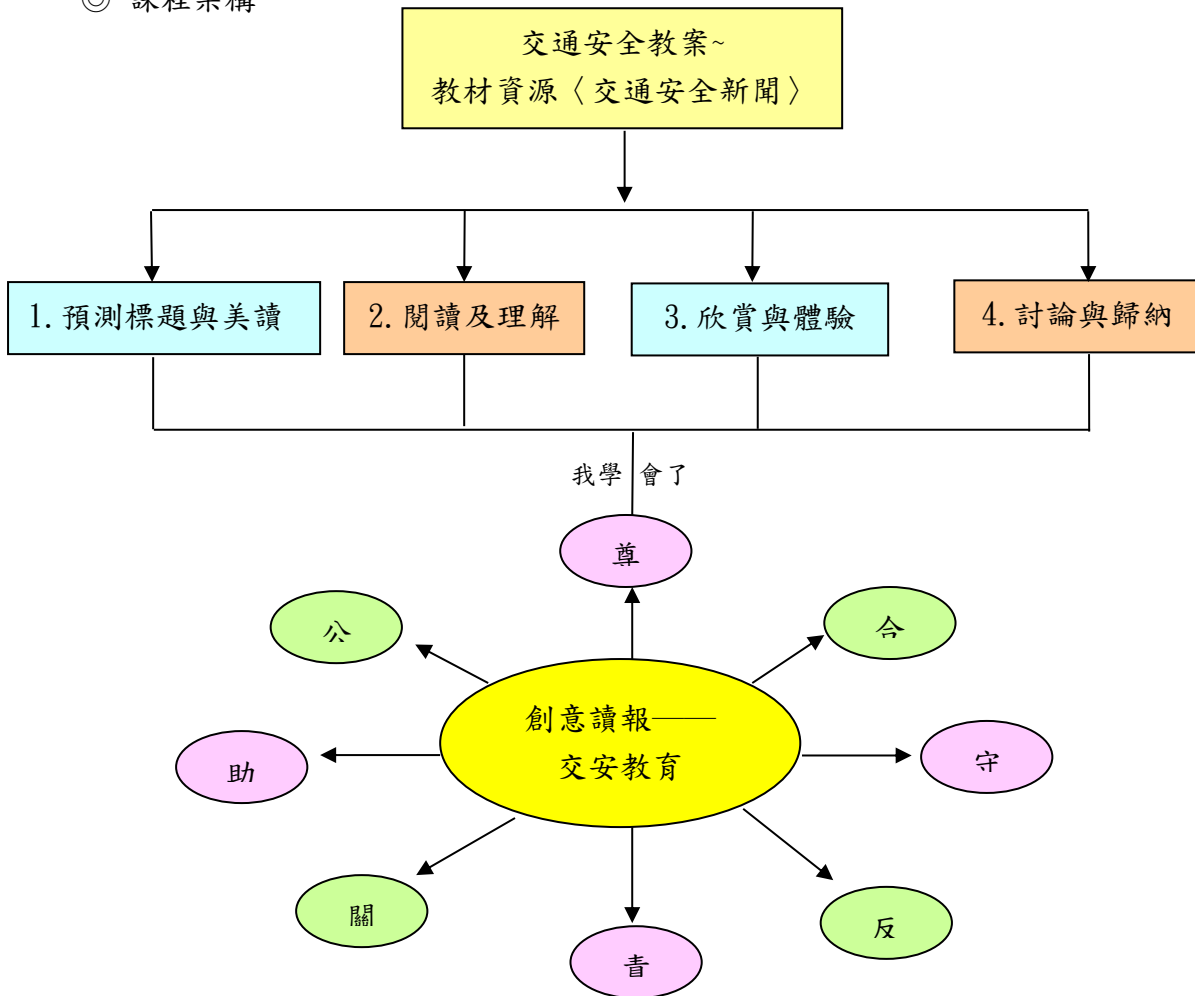 ◎ 課程架構
交通安全教案~
教材資源〈交通安全新聞〉
1.預測標題與美讀
2.閱讀及理解
3.欣賞與體驗
4.討論與歸納
我學會了
尊
公
合
創意讀報——
交安教育
助
守
關
反